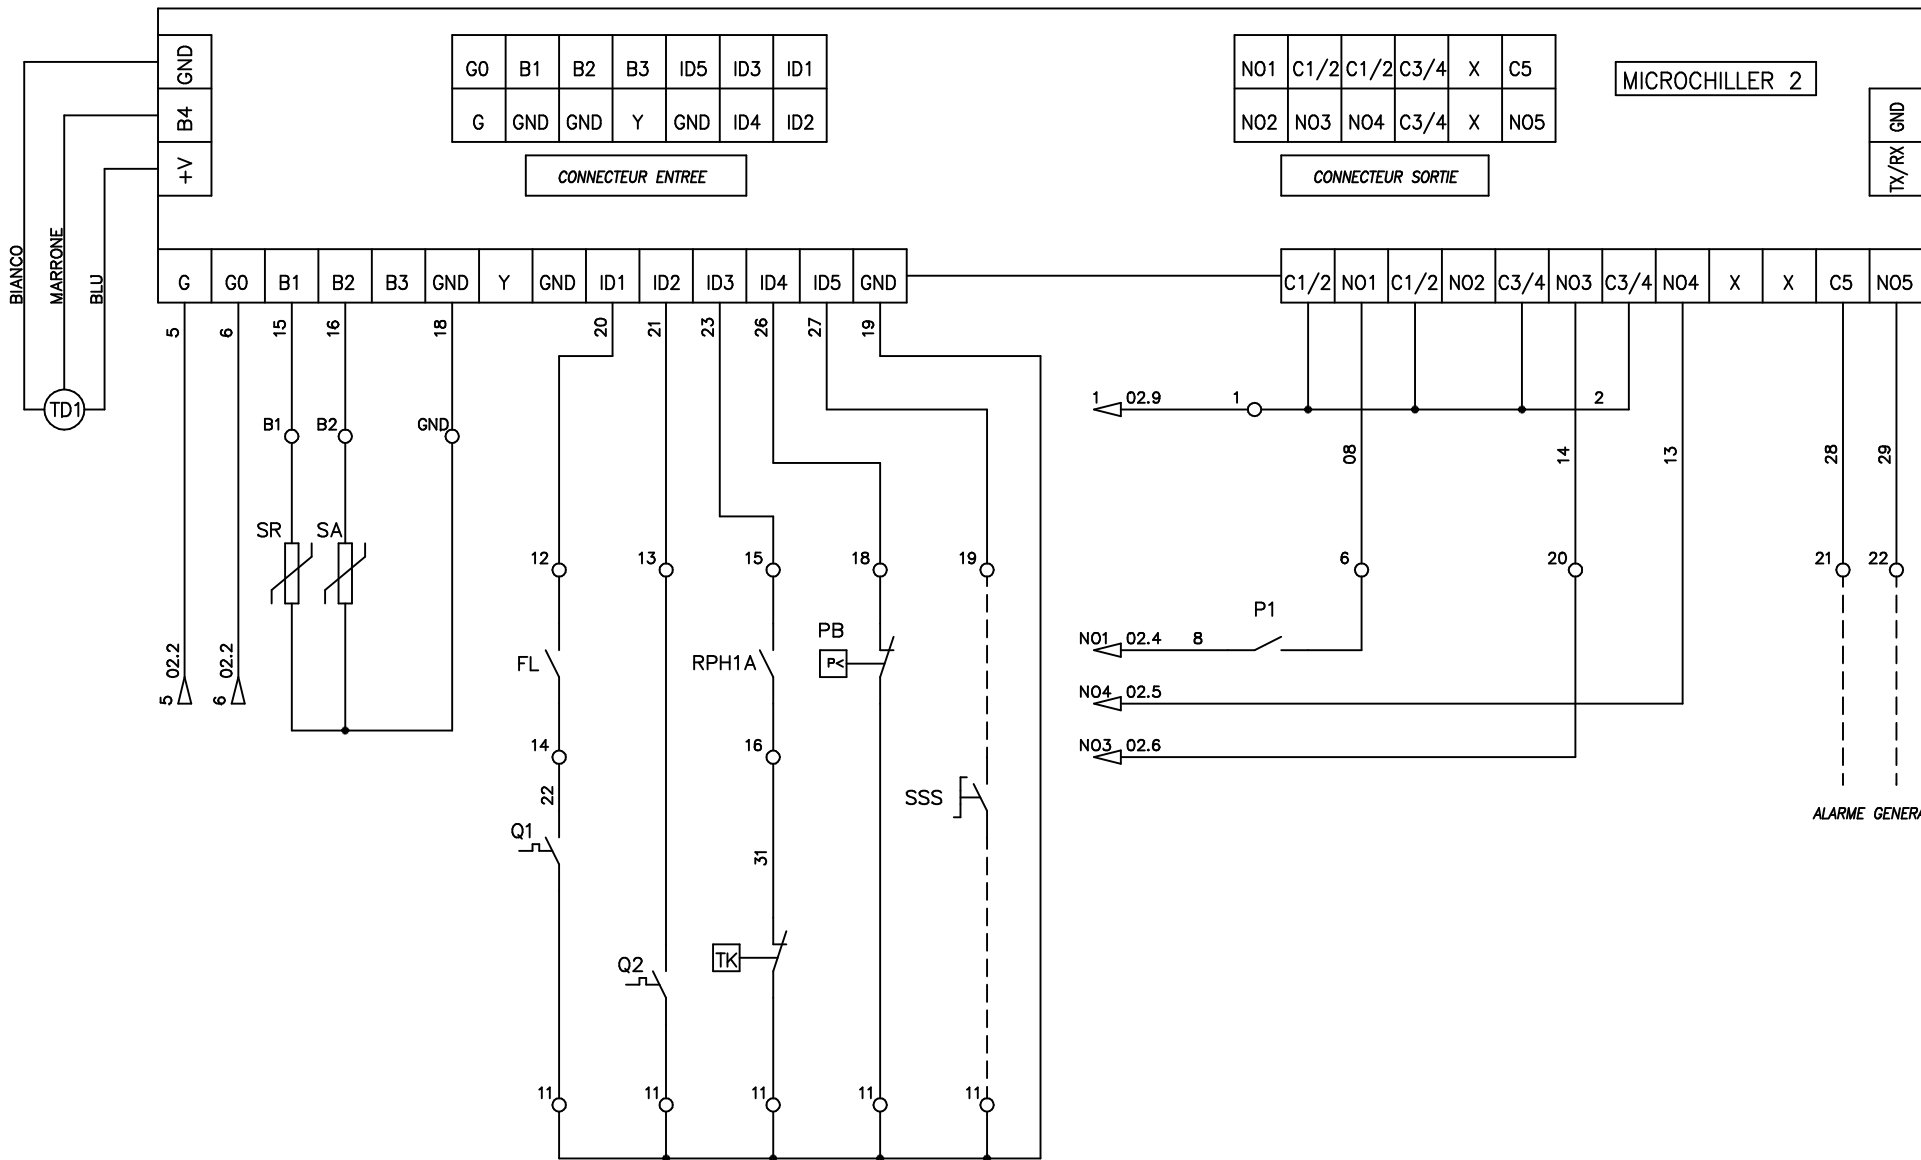 GND
B4
+V
G0 B1 B2 B3 ID5 ID3 ID1
G GND GND Y GND ID4 ID2
CONNECTEUR ENTREE
NO1 C1/2 C1/2 C3/4 X C5
NO2 NO3 NO4 C3/4 X NO5
CONNECTEUR SORTIE
MICROCHILLER 2
GND
TX/RX
BIANCO
MARRONE
BLU
TD1
G G0 B1 B2 B3 GND Y GND ID1 ID2 ID3 ID4 ID5 GND
C1/2 NO1 C1/2 NO2 C3/4 NO3 C3/4 NO4 X X C5 NO5
5 6 15 16 18 20 21 23 26 27 19
1 02.9 1 2
B1 B2 GND
08 14 13 28 29
SR SA
12 13 15 18 19
6 20 21 22
P1
NO1 02.4 8
FL
RPH1A
PB
P<
5 02.2
6 02.2
NO4 02.5
NO3 02.6
14 16
22
SSS
ALARME GENERA
Q1
31
Q2
TK
11 11 11 11 11